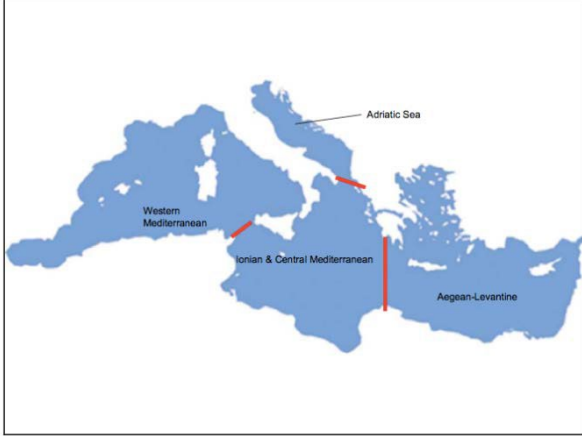 Adriatic Sea
Western
Mediterranean
Ionian & Central Mediterranean
Aegean-Levantine